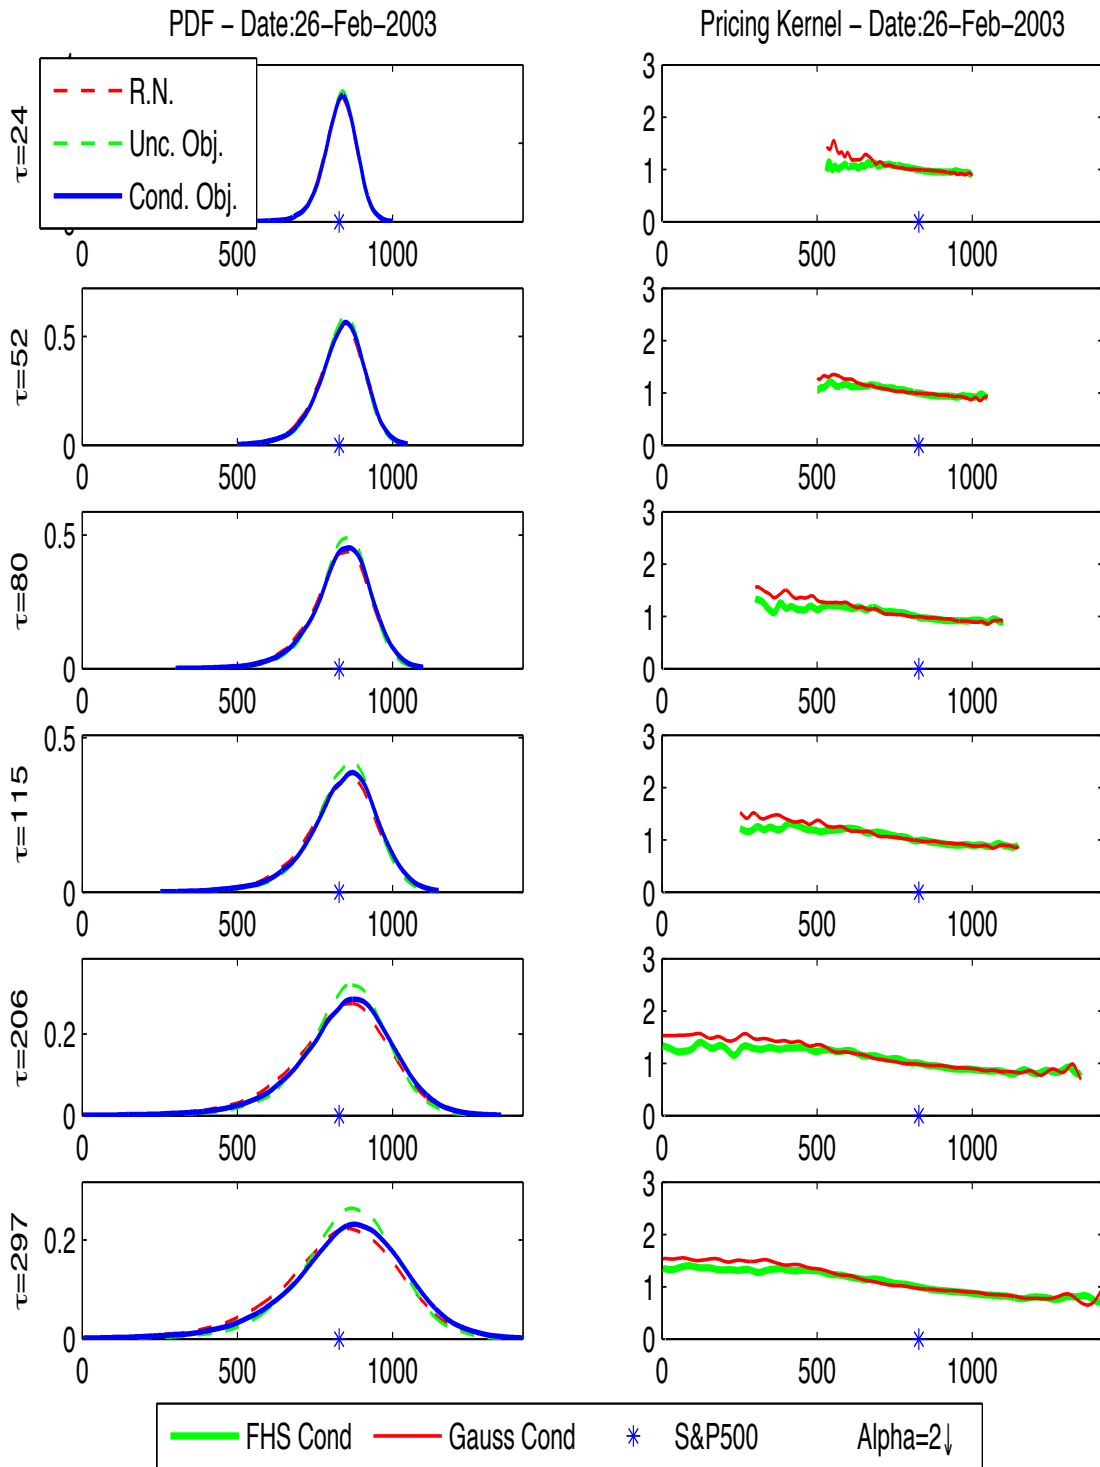 PDF – Date:26–Feb–2003
Pricing Kernel – Date:26–Feb–2003
R.N.
Unc. Obj.
Cond. Obj.
τ=24
0 500 1000
3
2
1
0
0 500 1000
τ=52
0.5
0
0 500 1000
3
2
1
0
0 500 1000
τ=80
0.5
0
0 500 1000
3
2
1
0
0 500 1000
τ=115
0.5
0
0 500 1000
3
2
1
0
0 500 1000
τ=206
0.2
0
0 500 1000
3
2
1
0
0 500 1000
τ=297
0.2
0
0 500 1000
3
2
1
0
0 500 1000
FHS Cond Gauss Cond S&P500 Alpha=2↓